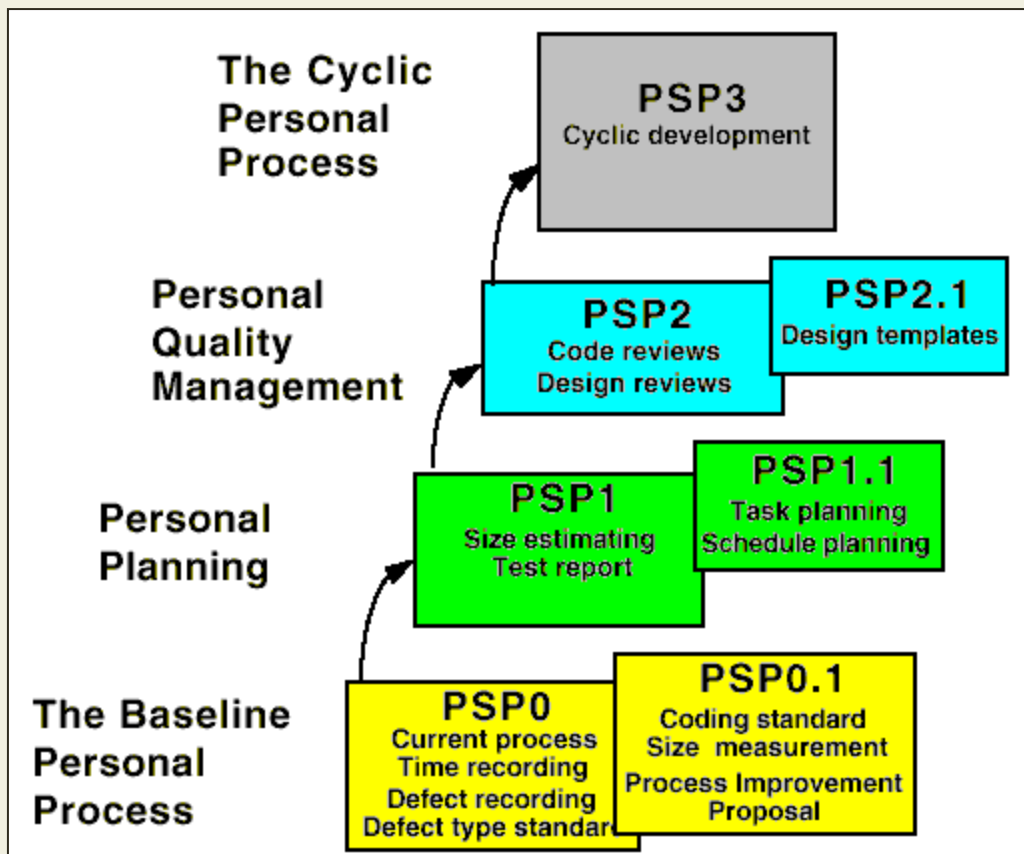 The Cyclic
Personal
Process
PSP3
Cyclic development
Personal
Quality
Management
PSP2
Code reviews
Design reviews
PSP2.1
Design templates
Personal
Planning
PSP1
Size estimating
Test report
PSP1.1
Task planning
Schedule planning
The Baseline
Personal
Process
PSP0
Current process
Time recording
Defect recording
Defect type standar
PSP0.1
Coding standard
Size measurement
Process Improvement
Proposal